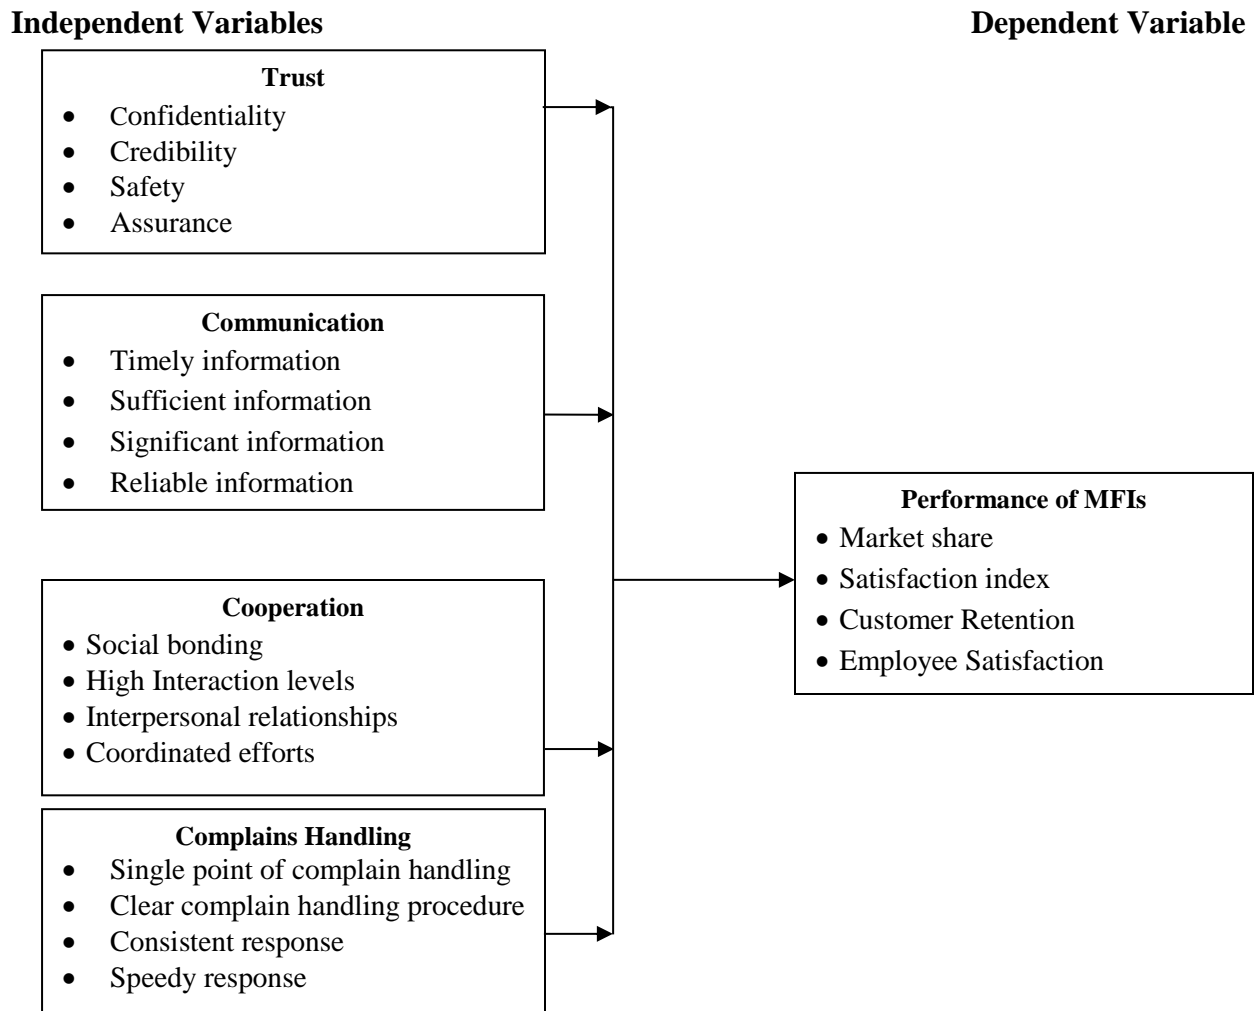 Independent Variables
Dependent Variable
Trust
• Confidentiality
• Credibility
• Safety
• Assurance
Communication
• Timely information
• Sufficient information
• Significant information
• Reliable information
Cooperation
• Social bonding
• High Interaction levels
• Interpersonal relationships
• Coordinated efforts
Complains Handling
• Single point of complain handling
• Clear complain handling procedure
• Consistent response
• Speedy response
Performance of MFIs
• Market share
• Satisfaction index
• Customer Retention
• Employee Satisfaction